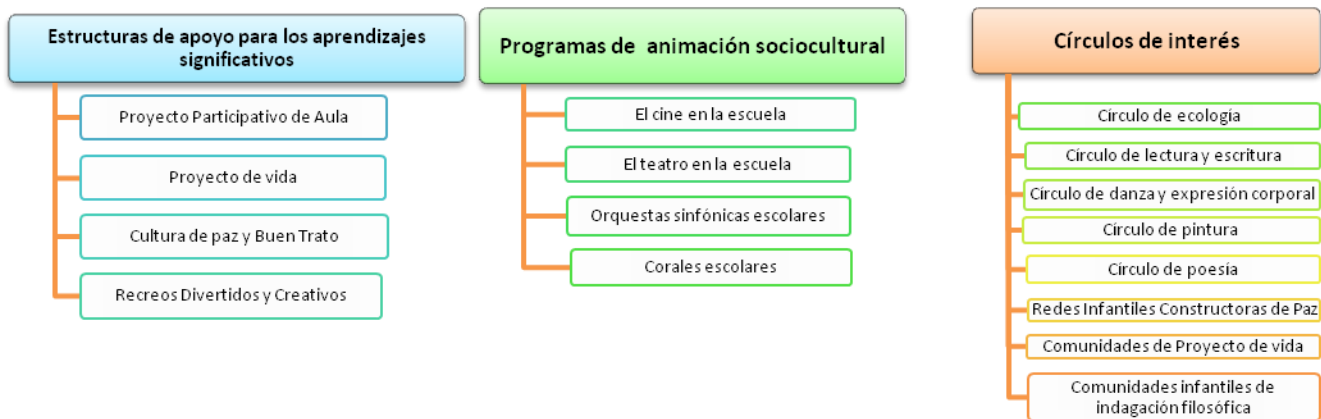 Estructuras de apoyo para los aprendizajes
significativos
Proyecto Participativo de Aula
Proyecto de vida
Cultura de paz y Buen Trato
Recreos Divertidos y Creativos
Programas de animación sociocultural
El cine en la escuela
El teatro en la escuela
Orquestas sinfónicas escolares
Corales escolares
Círculos de interés
Círculo de ecología
Círculo de lectura y escritura
Círculo de danza y expresión corporal
Círculo de pintura
Círculo de poesía
Redes Infantiles Constructoras de Paz
Comunidades de Proyecto de vida
Comunidades infantiles de
indagación filosófica